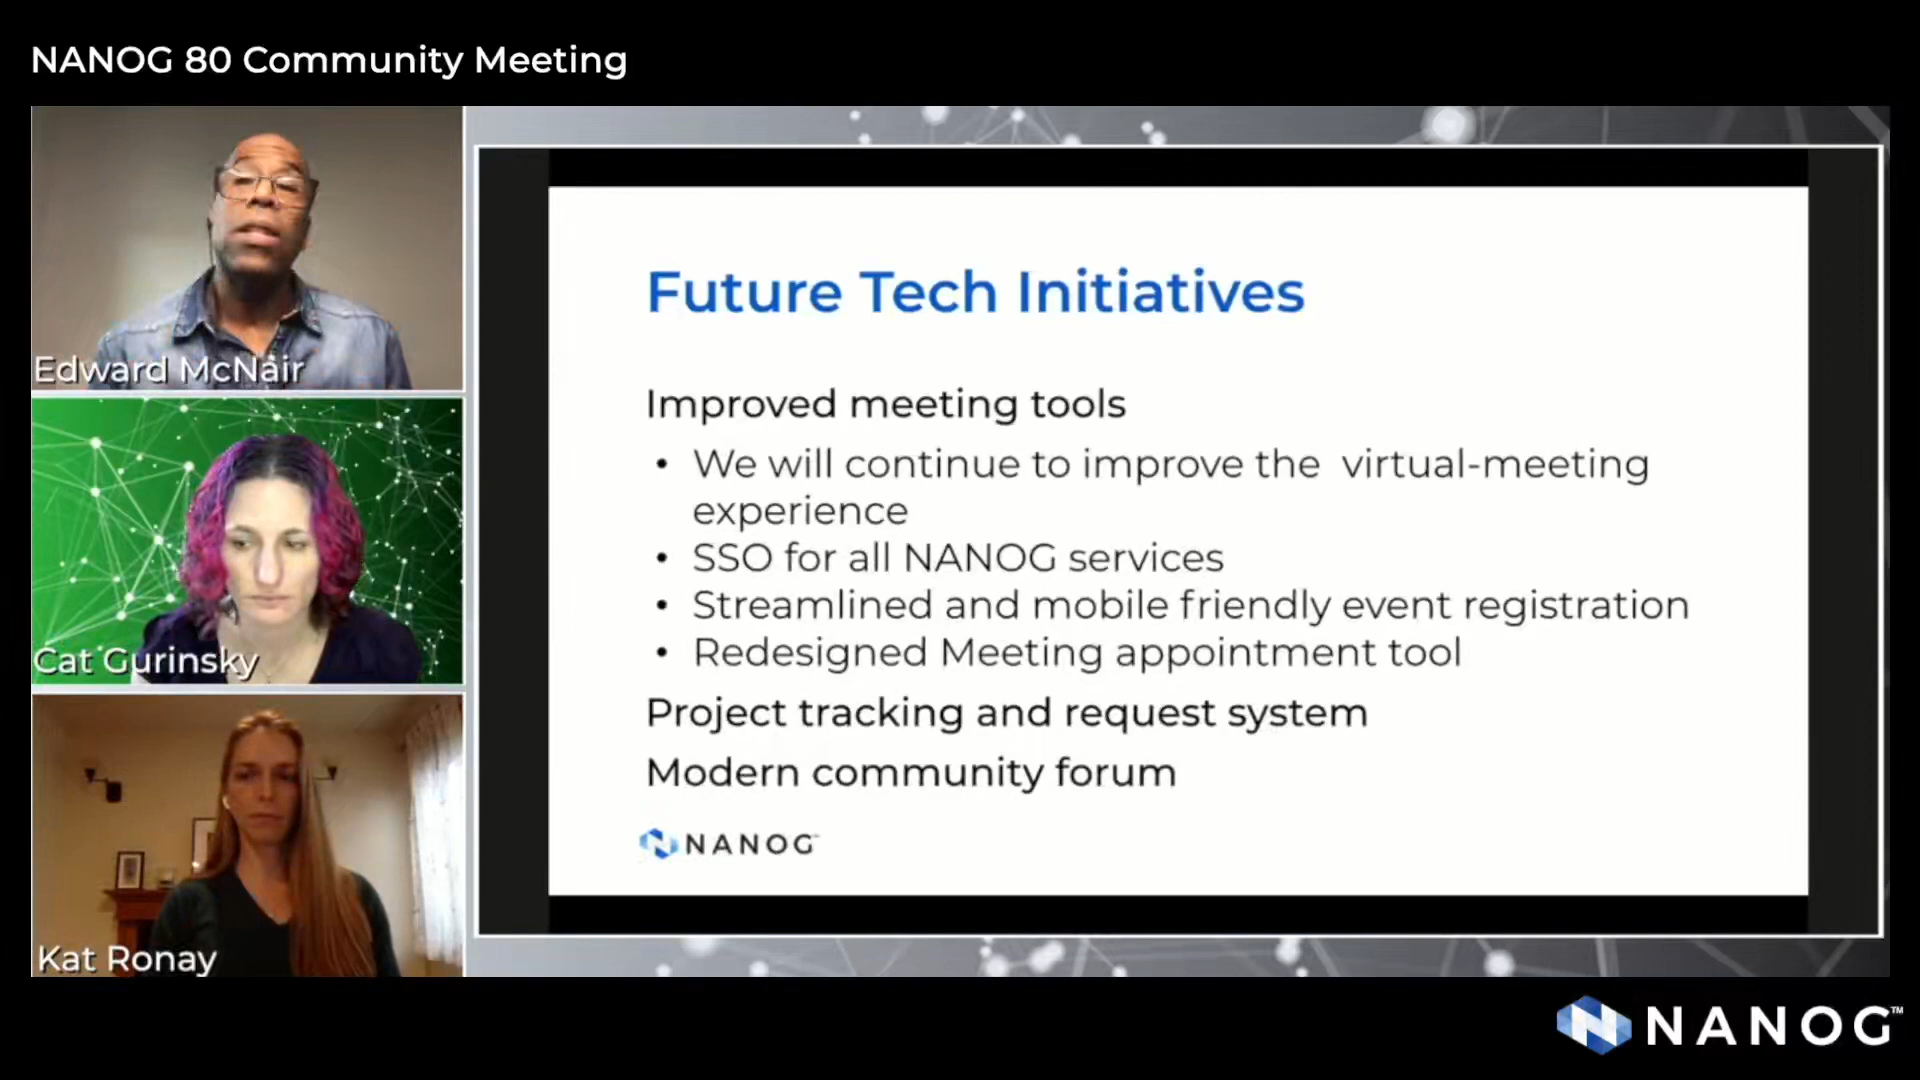 NANOG 80 Community Meeting
Edward McNair
Cat Gurinsky
Kat Ronay
Future Tech Initiatives
Improved meeting tools
• We will continue to improve the virtual-meeting
experience
• SSO for all NANOG services
• Streamlined and mobile friendly event registration
• Redesigned Meeting appointment tool
Project tracking and request system
Modern community forum
NANOG™
NANOG™